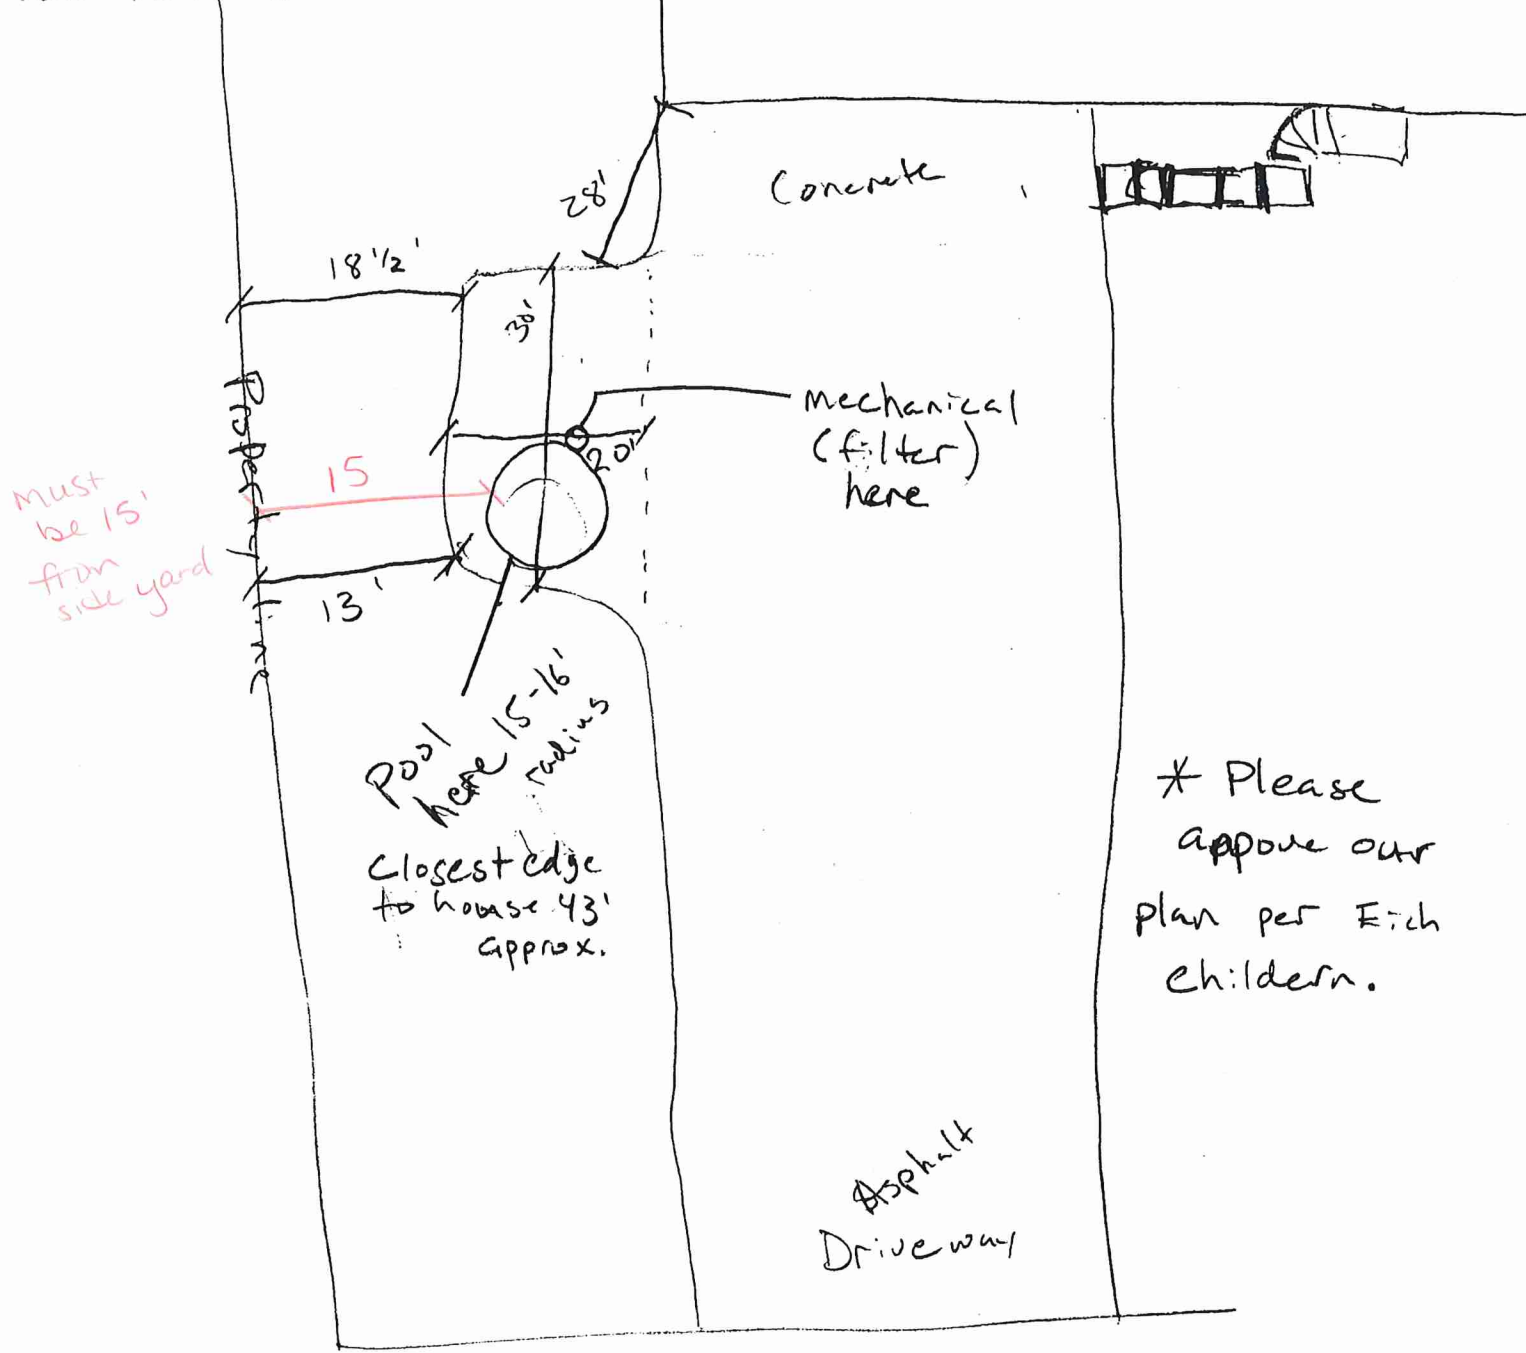 28'
Concrete
18 1/2'
30'
Property line
Mechanical
(filter)
here
20'
15
Must
be 15'
from
side yard
13'
Pool
here 15-16'
radius
Closest edge
to house 43'
approx.
* Please
appove our
plan per Eich
childern.
Asphalt
Driveway